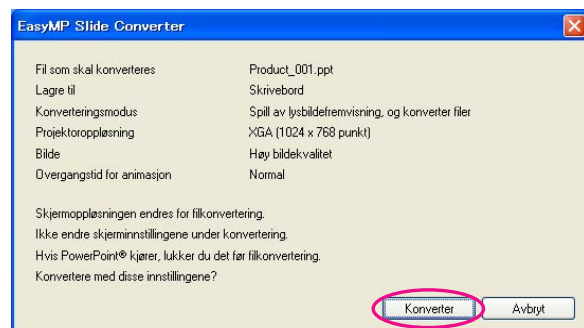 EasyMP Slide Converter
Fil som skal konverteres Product_001.ppt
Lagre til Skrivebord
Konverteringsmodus Spill av lysbildefremvisning, og konverter filer
Projektoroppløsning XGA (1024 x 768 punkt)
Bilde Høy bildekvalitet
Overgangstid for animasjon Normal
Skjermoppløsningen endres for filkonvertering.
Ikke endre skjerminnstillingene under konvertering.
Hvis PowerPoint® kjører, lukker du det før filkonvertering.
Konvertere med disse innstillingene?
Konverter Avbryt